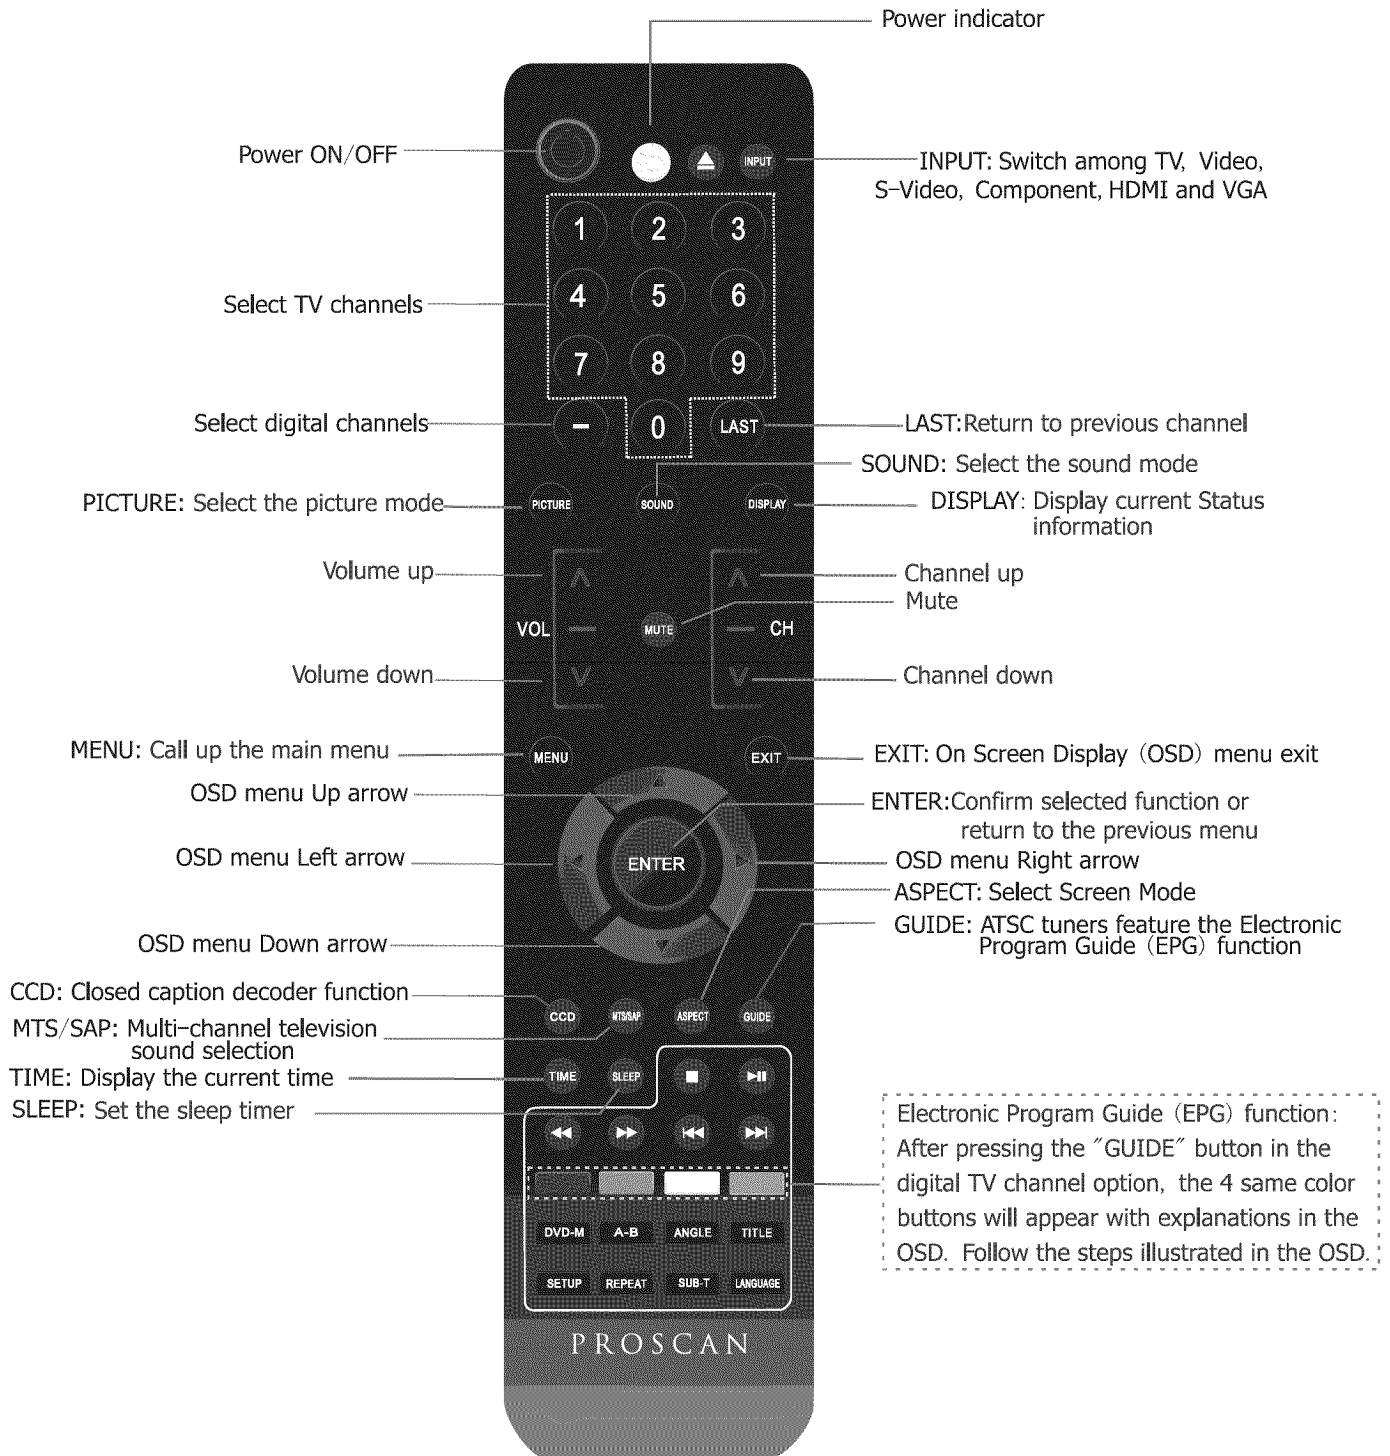 Power indicator
Power ON/OFF
INPUT
INPUT: Switch among TV, Video,
S-Video, Component, HDMI and VGA
1 2 3
Select TV channels
4 5 6
7 8 9
Select digital channels
- 0 LAST
LAST:Return to previous channel
SOUND: Select the sound mode
PICTURE: Select the picture mode
PICTURE SOUND DISPLAY
DISPLAY: Display current Status
information
Volume up
Channel up
Mute
VOL MUTE CH
Volume down
Channel down
MENU: Call up the main menu
MENU EXIT
EXIT: On Screen Display (OSD) menu exit
OSD menu Up arrow
ENTER:Confirm selected function or
return to the previous menu
OSD menu Left arrow
ENTER
OSD menu Right arrow
ASPECT: Select Screen Mode
GUIDE: ATSC tuners feature the Electronic
Program Guide (EPG) function
OSD menu Down arrow
CCD: Closed caption decoder function
CCD MTS/SAP ASPECT GUIDE
MTS/SAP: Multi-channel television
sound selection
TIME: Display the current time
TIME SLEEP
SLEEP: Set the sleep timer
Electronic Program Guide (EPG) function:
After pressing the "GUIDE" button in the
digital TV channel option, the 4 same color
buttons will appear with explanations in the
OSD. Follow the steps illustrated in the OSD.
DVD-M A-B ANGLE TITLE
SETUP REPEAT SUB-T LANGUAGE
PROSCAN